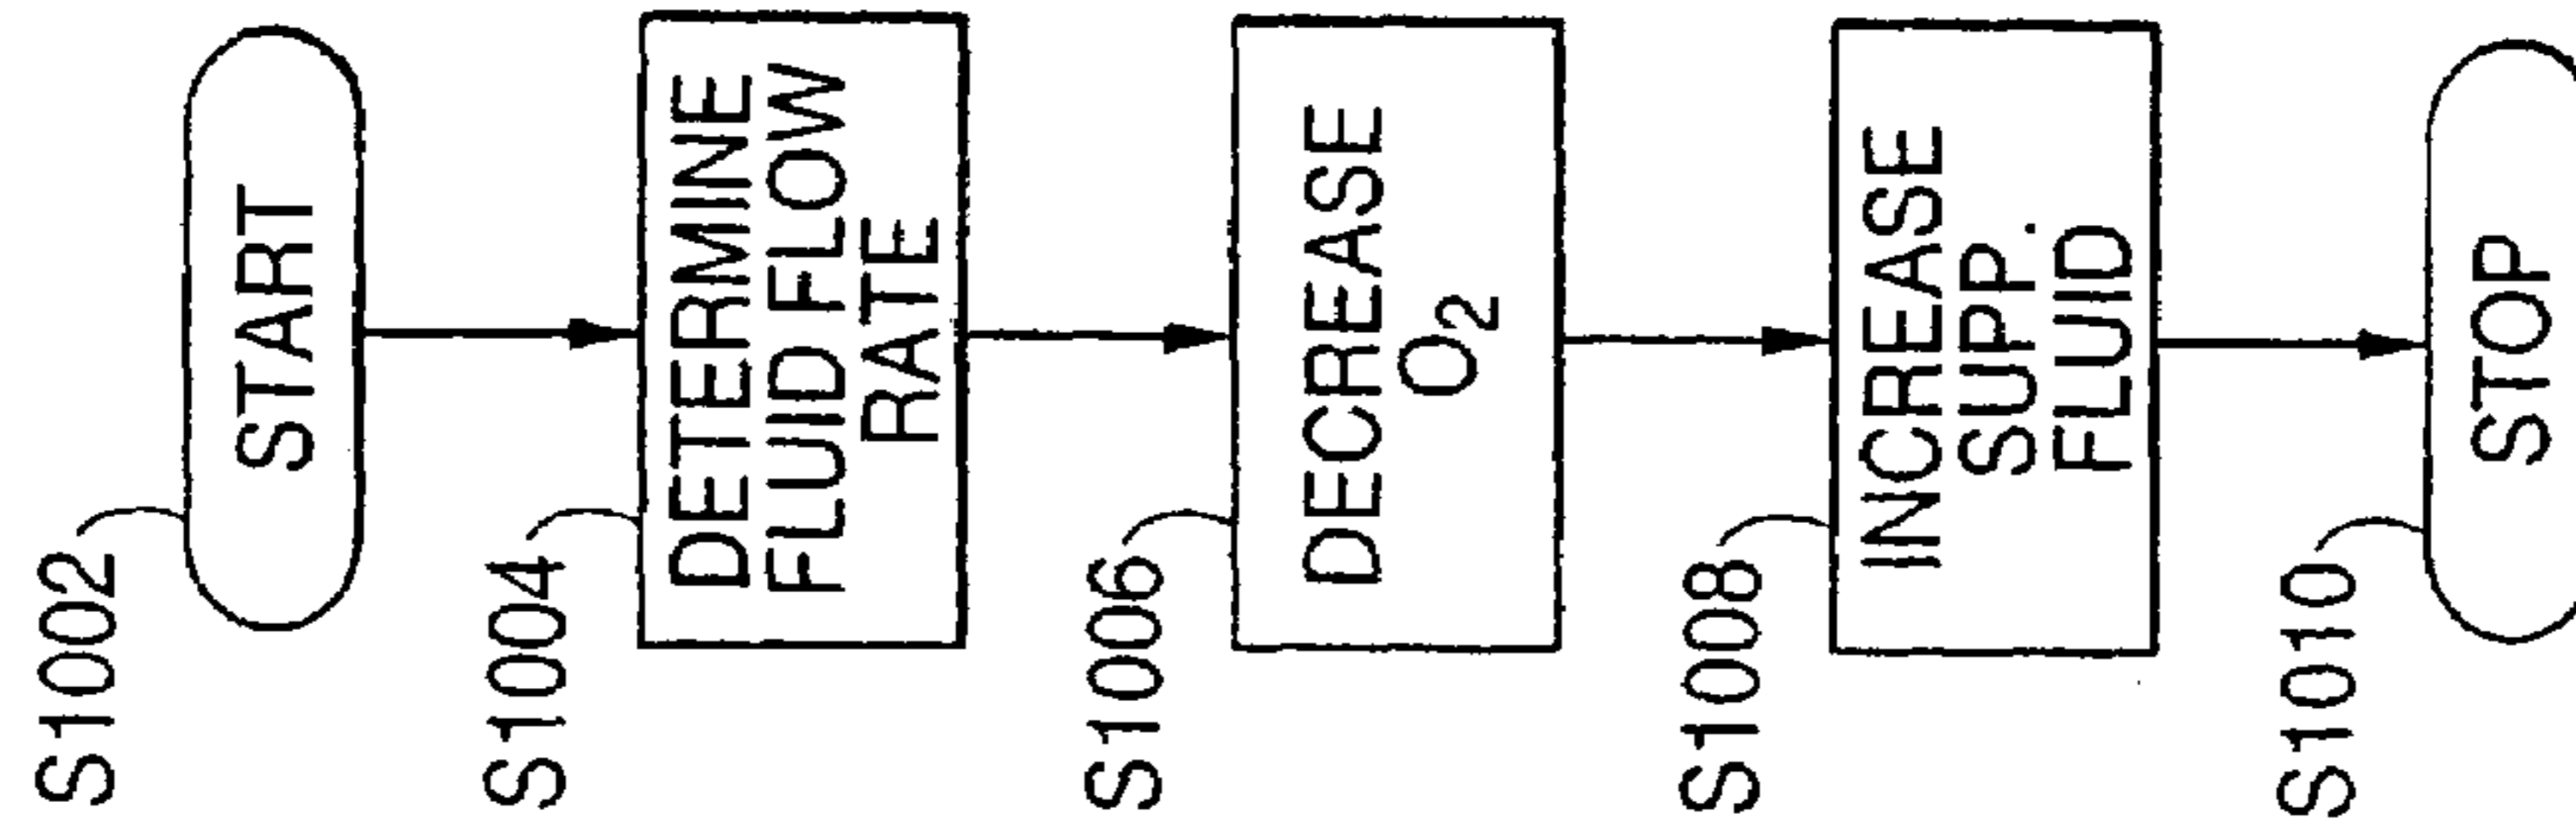 S1002
START
S1004
DETERMINE
FLUID FLOW
RATE
S1006
DECREASE
O₂
S1008
INCREASE
SUPP.
FLUID
S1010
STOP